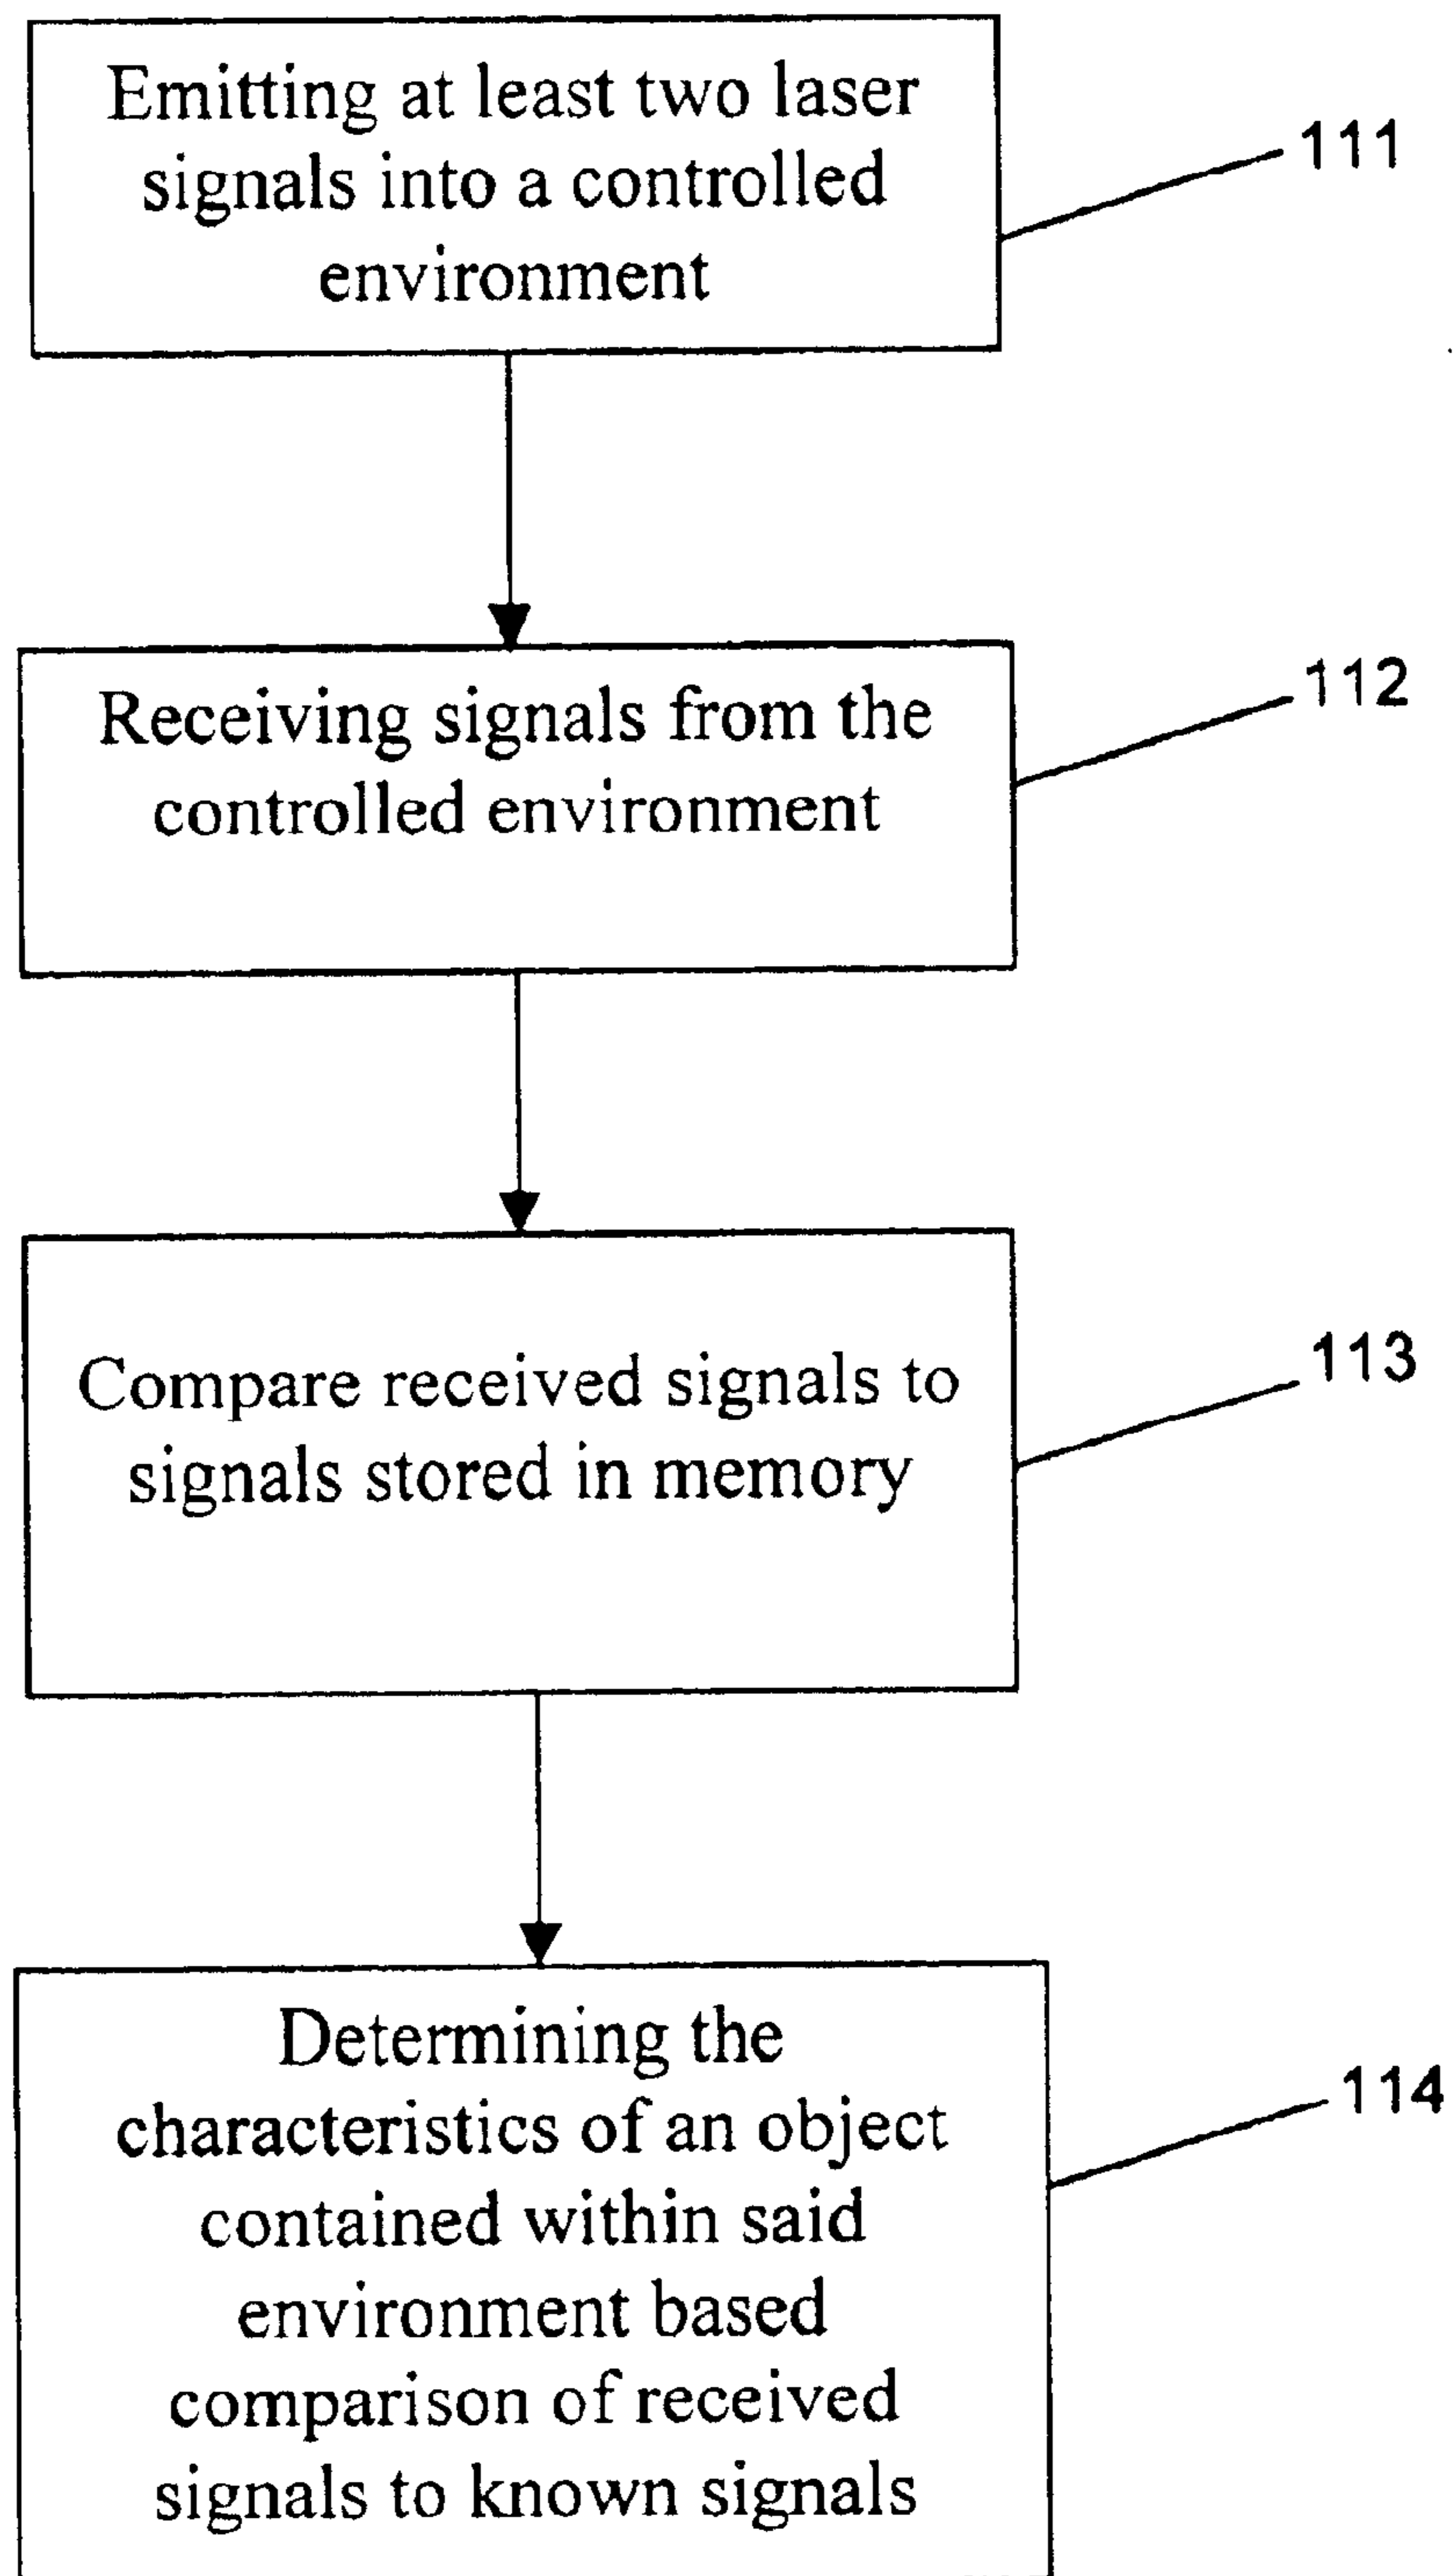 Emitting at least two laser
signals into a controlled
environment
111
Receiving signals from the
controlled environment
112
Compare received signals to
signals stored in memory
113
Determining the
characteristics of an object
contained within said
environment based
comparison of received
signals to known signals
114